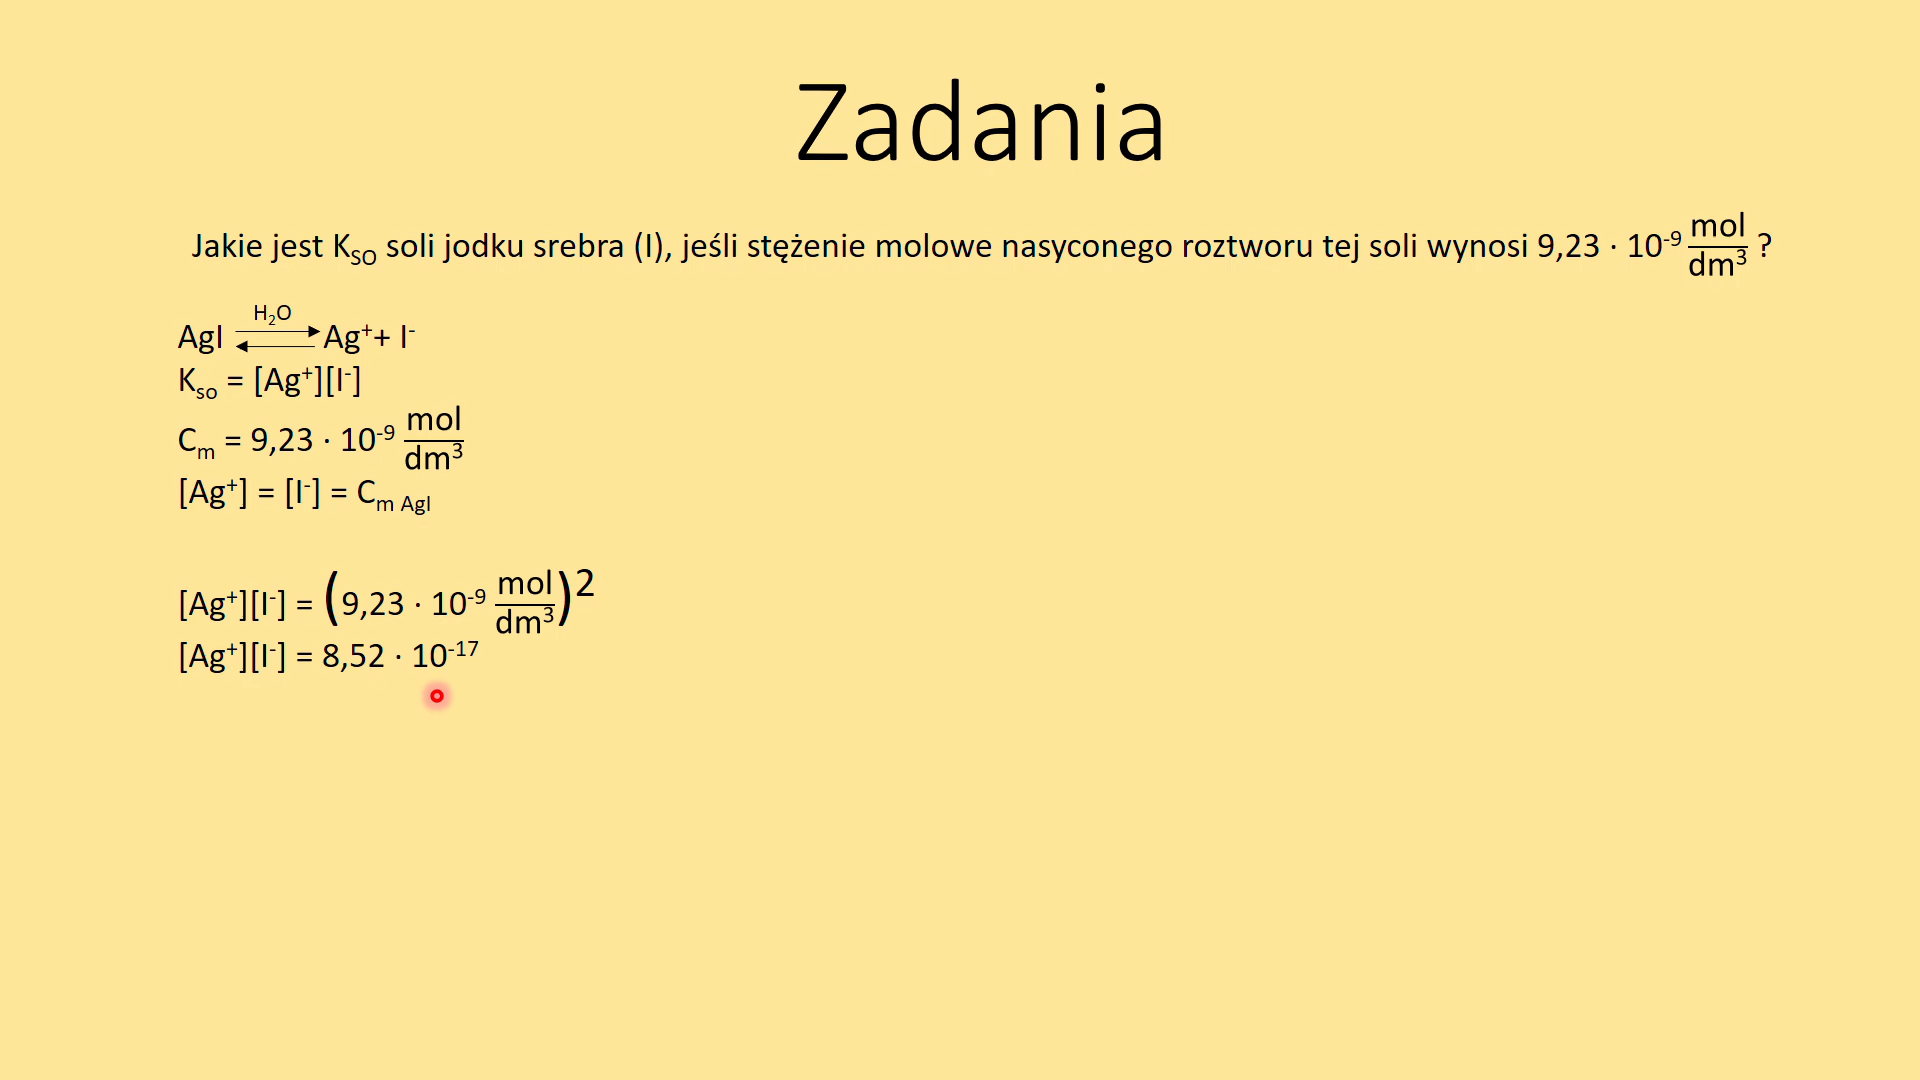 Zadania
Jakie jest K_SO soli jodku srebra (I), jeśli stężenie molowe nasyconego roztworu tej soli wynosi 9,23 · 10⁻⁹ mol/dm³ ?
AgI ⇄ (H₂O) Ag⁺+ I⁻
K_so = [Ag⁺][I⁻]
C_m = 9,23 · 10⁻⁹ mol/dm³
[Ag⁺] = [I⁻] = C_m AgI
[Ag⁺][I⁻] = (9,23 · 10⁻⁹ mol/dm³)²
[Ag⁺][I⁻] = 8,52 · 10⁻¹⁷